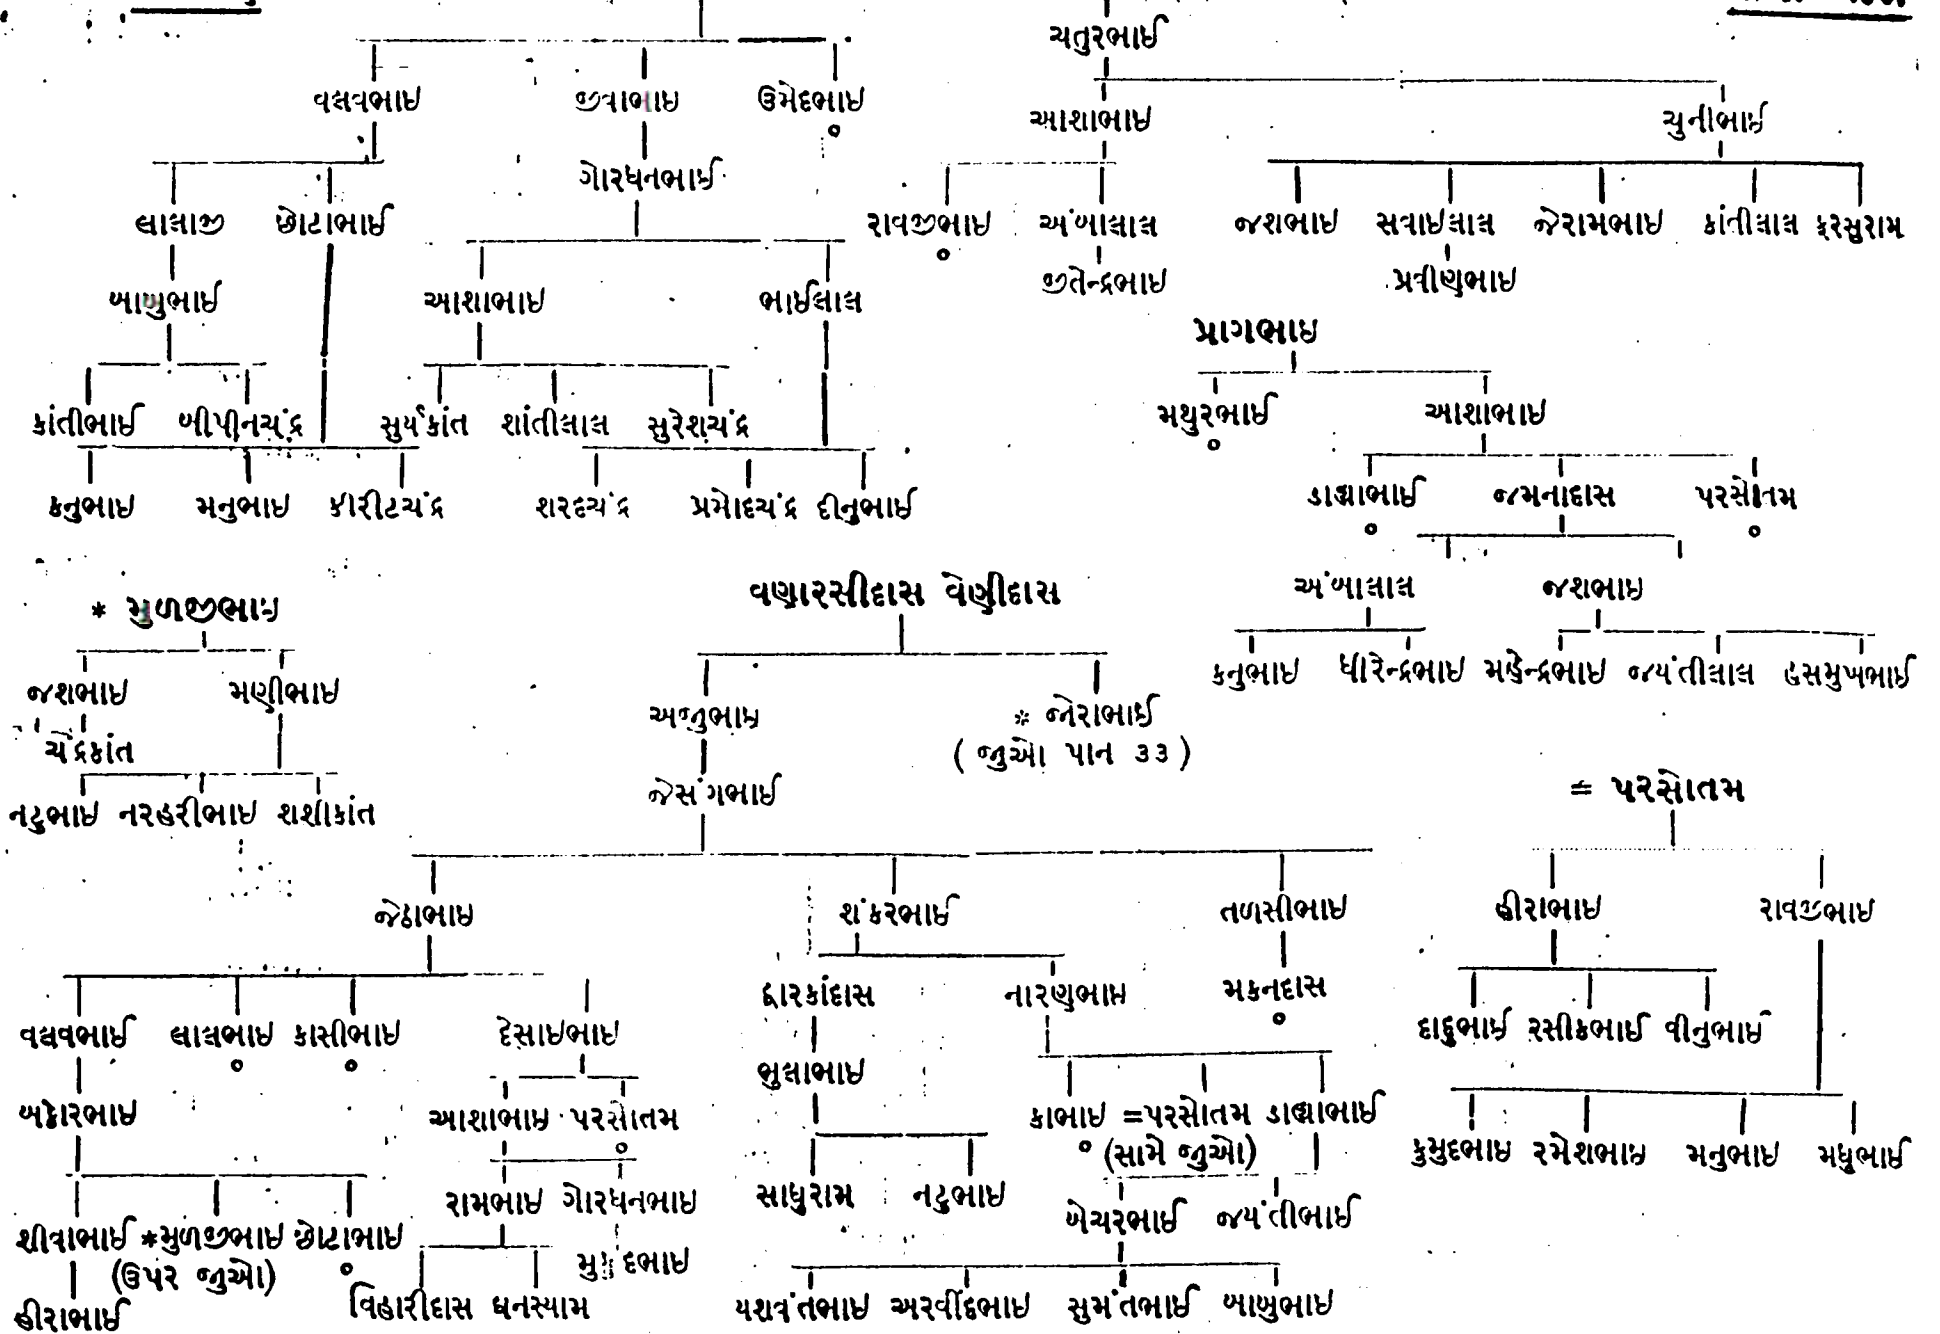 ચતુરભાઈ
વલ્લવભાઈ જીવાભાઇ ઉમેદભાઇ આશાભાઇ ચુનીભાઈ
ગોરધનભાઈ
લાલાજી છોટાભાઈ રાવજીભાઇ અંબાલાલ જશભાઇ સવાઇલાલ જેરામભાઇ કાંતીલાલ ફરસુરામ
જીતેન્દ્રભાઇ પ્રવીણભાઇ
બાબુભાઈ આશાભાઇ ભાઈલાલ
પ્રાગભાઇ
કાંતીભાઈ બીપીનચંદ્ર સુર્યકાંત શાંતીલાલ સુરેશચંદ્ર મથુરભાઈ આશાભાઇ
કનુભાઇ મનુભાઇ કીરીટચંદ્ર શરદચંદ્ર પ્રમોદચંદ્ર દીનુભાઈ ડાહ્યાભાઈ જમનાદાસ પરસોતમ
* મુળજીભાઇ વણારસીદાસ વેણીદાસ અંબાલાલ જશભાઇ
જશભાઇ મણીભાઇ કનુભાઇ ધીરેન્દ્રભાઇ મહેન્દ્રભાઇ જયંતીલાલ હસમુખભાઈ
અજુભાઇ * જેરાભાઈ
ચંદ્રકાંત (જુઓ પાન ૩૩)
નટુભાઇ નરહરીભાઇ શશીકાંત જેસંગભાઈ = પરસોતમ
જેઠાભાઇ શંકરભાઈ તળસીભાઇ હીરાભાઇ રાવજીભાઇ
દ્વારકાંદાસ નારણભાઇ મકનદાસ
વલ્લવભાઈ લાલભાઇ કાસીભાઇ દેસાઇભાઇ દાદુભાઈ રસીકભાઈ વીનુભાઈ
ભુલાભાઇ
બકોરભાઇ આશાભાઇ પરસોતમ કાભાઇ =પરસોતમ ડાહ્યાભાઈ
(સામે જુઓ) કુમુદભાઇ રમેશભાઇ મનુભાઇ મધુભાઈ
રામભાઇ ગોરધનભાઇ સાધુરામ નટુભાઇ
શીવાભાઈ *મુળજીભાઇ છોટાભાઇ ખેચરભાઈ જયંતીભાઈ
(ઉપર જુઓ)
હીરાભાઈ વિહારીદાસ ઘનસ્યામ યશવંતભાઇ અરવીંદભાઇ સુમંતભાઈ બાબુભાઇ